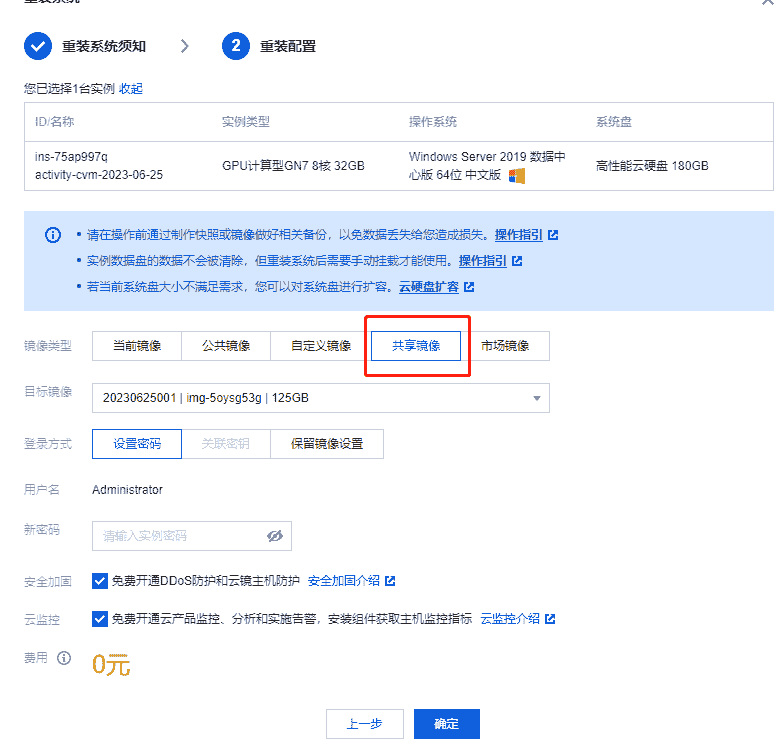 重装系统
重装系统须知
2 重装配置
您已选择1台实例 收起
ID/名称 实例类型 操作系统 系统盘
ins-75ap997q
activity-cvm-2023-06-25
GPU计算型GN7 8核 32GB
Windows Server 2019 数据中
心版 64位 中文版
高性能云硬盘 180GB
• 请在操作前通过制作快照或镜像做好相关备份，以免数据丢失给您造成损失。操作指引
• 实例数据盘的数据不会被清除，但重装系统后需要手动挂载才能使用。操作指引
• 若当前系统盘大小不满足需求，您可以对系统盘进行扩容。云硬盘扩容
镜像类型 当前镜像 公共镜像 自定义镜像 共享镜像 市场镜像
目标镜像 20230625001 | img-5oysg53g | 125GB
登录方式 设置密码 关联密钥 保留镜像设置
用户名 Administrator
新密码 请输入实例密码
安全加固 免费开通DDoS防护和云镜主机防护 安全加固介绍
云监控 免费开通云产品监控、分析和实施告警，安装组件获取主机监控指标 云监控介绍
费用 0元
上一步 确定